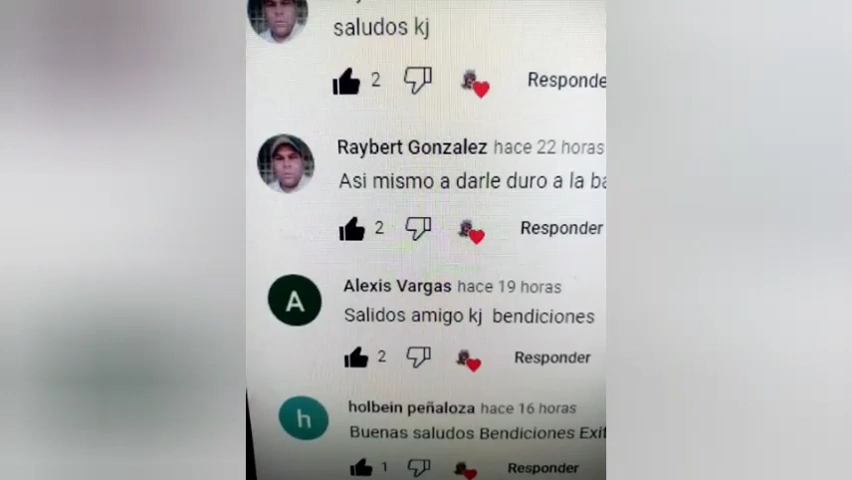 saludos kj
2 Responde
Raybert Gonzalez hace 22 horas
Asi mismo a darle duro a la ba
2 Responder
A
Alexis Vargas hace 19 horas
Salidos amigo kj bendiciones
2 Responder
h
holbein peñaloza hace 16 horas
Buenas saludos Bendiciones Exit
1 Responder